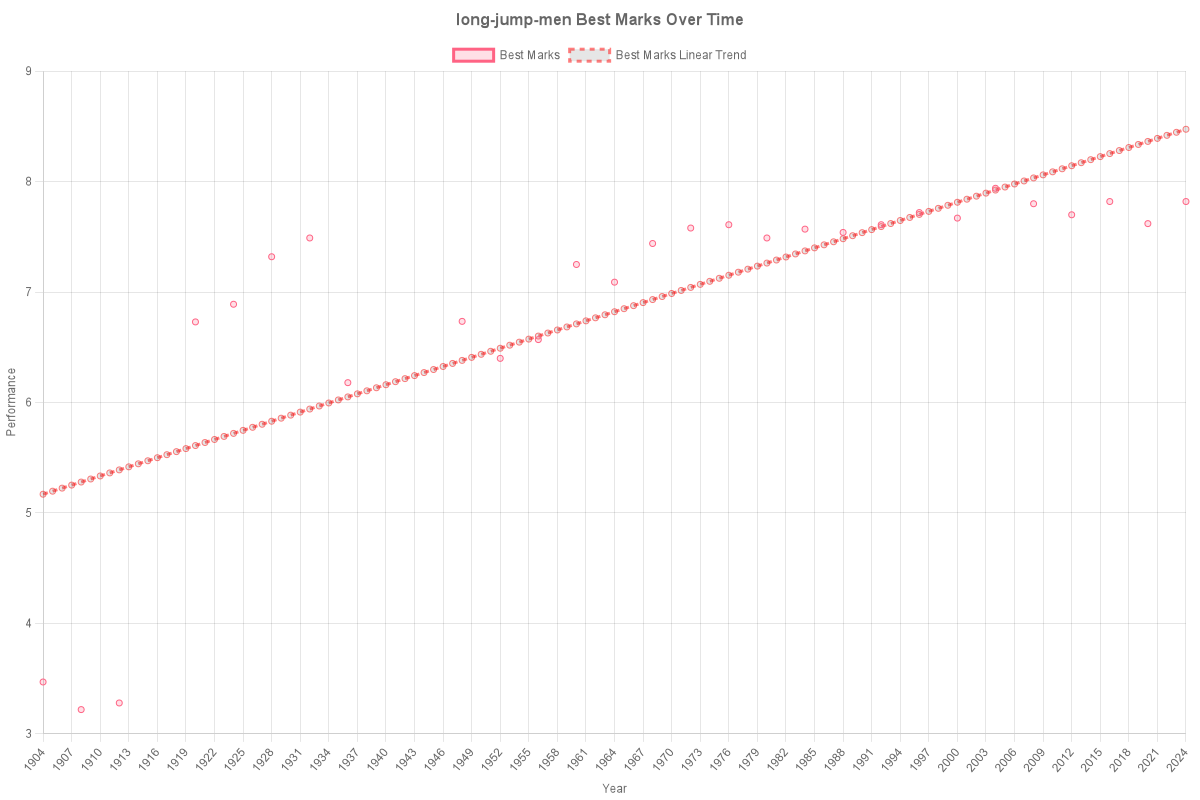 long-jump-men Best Marks Over Time
Best Marks Best Marks Linear Trend
9
8
7
6
5
4
3
Performance
1904 1907 1910 1913 1916 1919 1922 1925 1928 1931 1934 1937 1940 1943 1946 1949 1952 1955 1958 1961 1964 1967 1970 1973 1976 1979 1982 1985 1988 1991 1994 1997 2000 2003 2006 2009 2012 2015 2018 2021 2024
Year